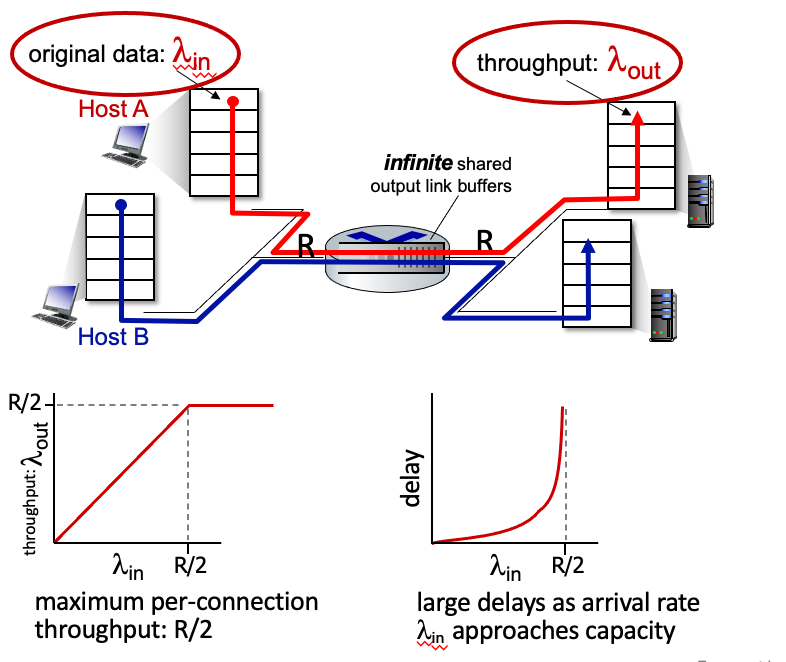 original data: λin
throughput: λout
Host A
infinite shared
output link buffers
R
R
Host B
R/2
throughput: λout
λin R/2
maximum per-connection
throughput: R/2
delay
λin R/2
large delays as arrival rate
λin approaches capacity